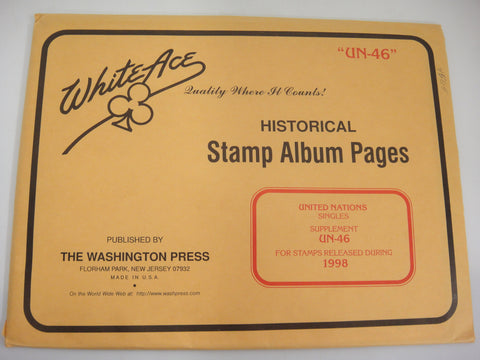 "UN-46"
White Ace
Quality Where It Counts!
HISTORICAL
Stamp Album Pages
UNITED NATIONS
SINGLES
SUPPLEMENT
UN-46
FOR STAMPS RELEASED DURING
1998
PUBLISHED BY
THE WASHINGTON PRESS
FLORHAM PARK, NEW JERSEY 07932
MADE IN U.S.A.
On the World Wide Web at: http://www.washpress.com